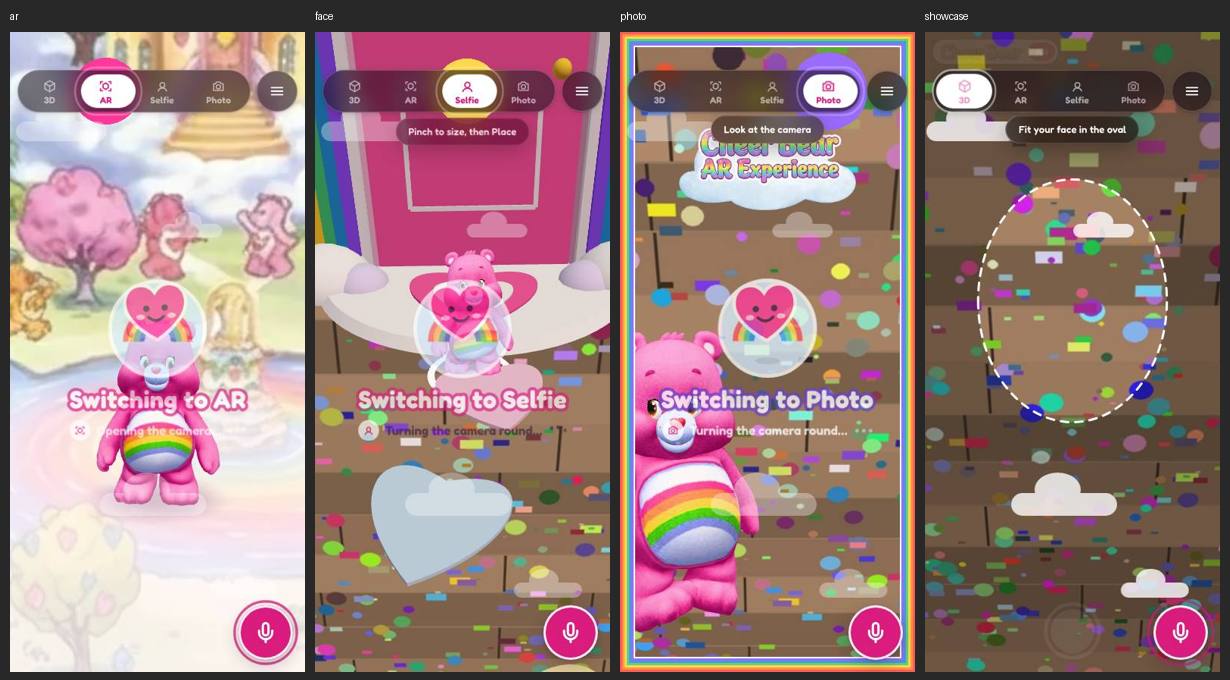 ar
face
photo
showcase
3D
AR
Selfie
Photo
Switching to AR
Opening the camera
3D
AR
Selfie
Photo
Pinch to size, then Place
Switching to Selfie
Turning the camera round...
3D
AR
Selfie
Photo
Look at the camera
Cheer Bear
AR Experience
Switching to Photo
Turning the camera round...
3D
AR
Selfie
Photo
Fit your face in the oval